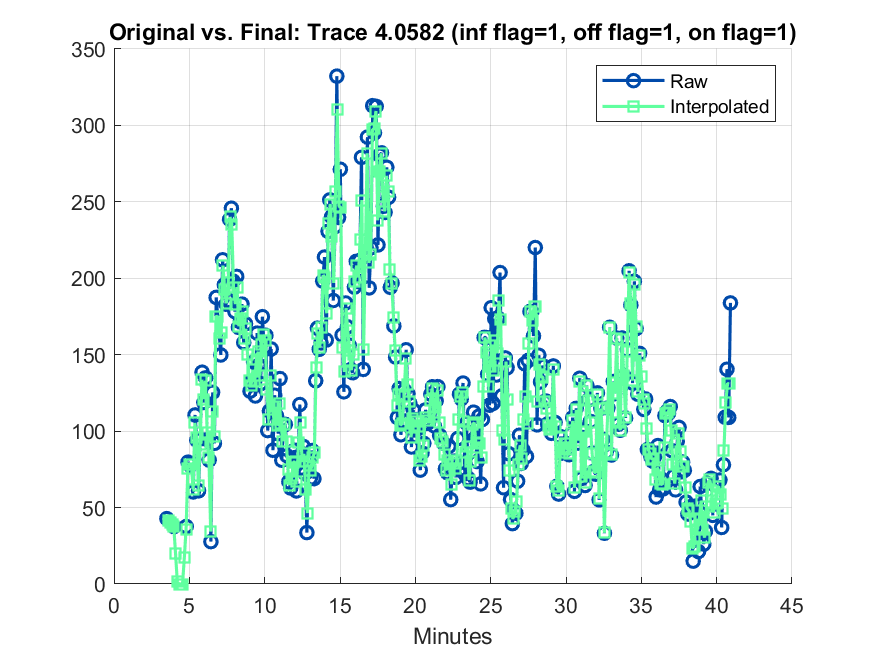 Original vs. Final: Trace 4.0582 (inf flag=1, off flag=1, on flag=1)
350
300
250
200
150
100
50
0
Raw
Interpolated
0 5 10 15 20 25 30 35 40 45
Minutes